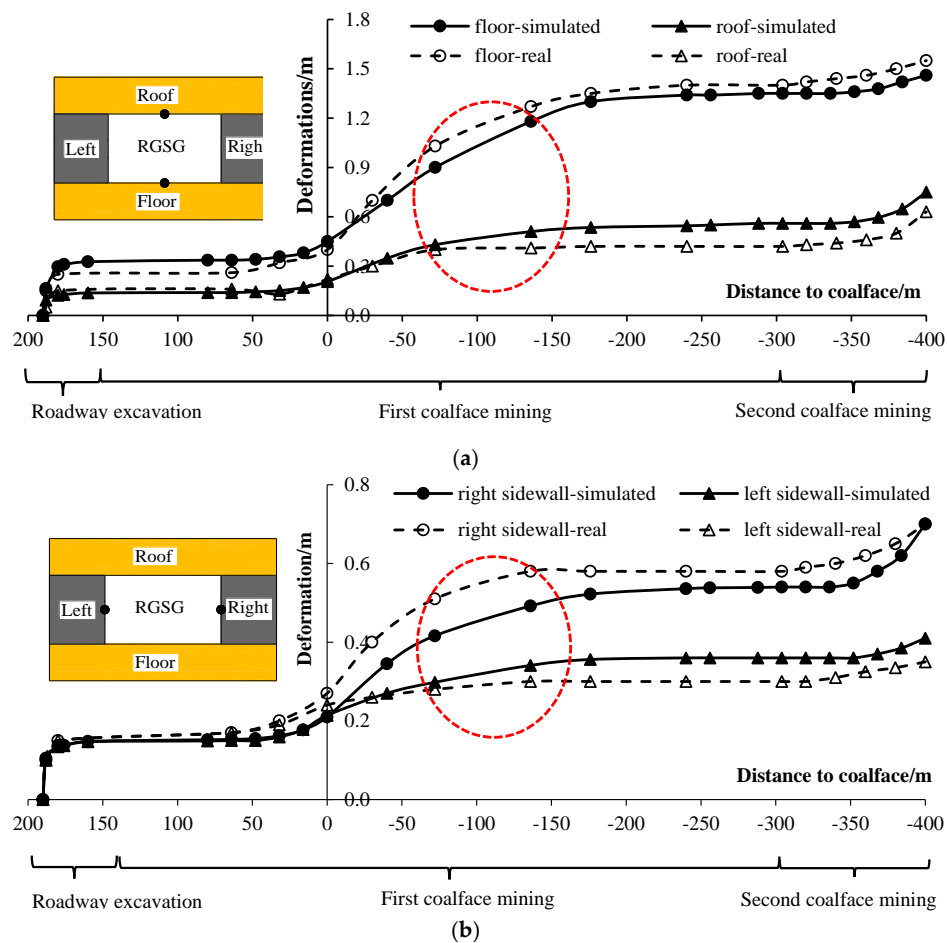 1.8
floor-simulated
roof-simulated
floor-real
roof-real
1.5
1.2
0.9
0.6
0.3
0.0
Deformations/m
Roof
Left
RGSG
Righ
Floor
Distance to coalface/m
200 150 100 50 0 -50 -100 -150 -200 -250 -300 -350 -400
Roadway excavation
First coalface mining
Second coalface mining
(a)
0.8
right sidewall-simulated
left sidewall-simulated
right sidewall-real
left sidewall-real
0.6
0.4
0.2
0.0
Deformation/m
Roof
Left
RGSG
Right
Floor
Distance to coalface/m
200 150 100 50 0 -50 -100 -150 -200 -250 -300 -350 -400
Roadway excavation
First coalface mining
Second coalface mining
(b)